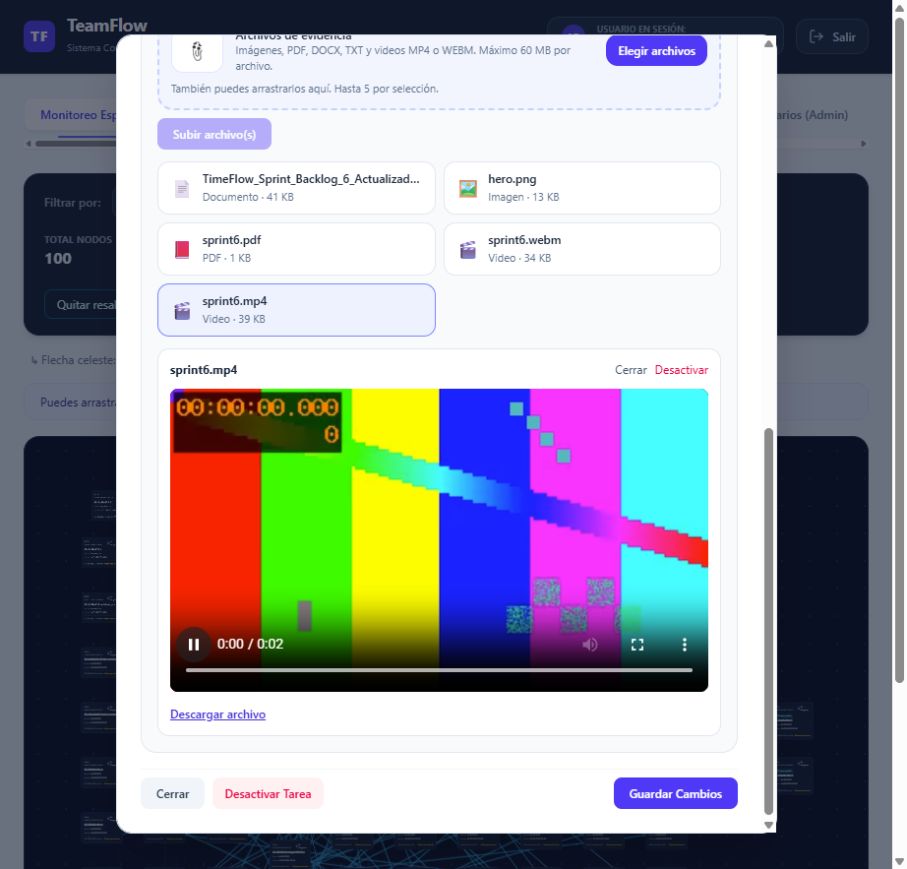 TF
TeamFlow
Sistema Co
USUARIO EN SESIÓN:
Salir
Monitoreo Esp
arios (Admin)
Filtrar por:
TOTAL NODOS
100
Quitar resal
↳ Flecha celeste:
Puedes arrastra
Archivos de evidencia
Imágenes, PDF, DOCX, TXT y videos MP4 o WEBM. Máximo 60 MB por
archivo.
Elegir archivos
También puedes arrastrarlos aquí. Hasta 5 por selección.
Subir archivo(s)
TimeFlow_Sprint_Backlog_6_Actualizad...
Documento · 41 KB
hero.png
Imagen · 13 KB
sprint6.pdf
PDF · 1 KB
sprint6.webm
Video · 34 KB
sprint6.mp4
Video · 39 KB
sprint6.mp4
Cerrar Desactivar
00:00:00.000
0
0:00 / 0:02
Descargar archivo
Cerrar
Desactivar Tarea
Guardar Cambios